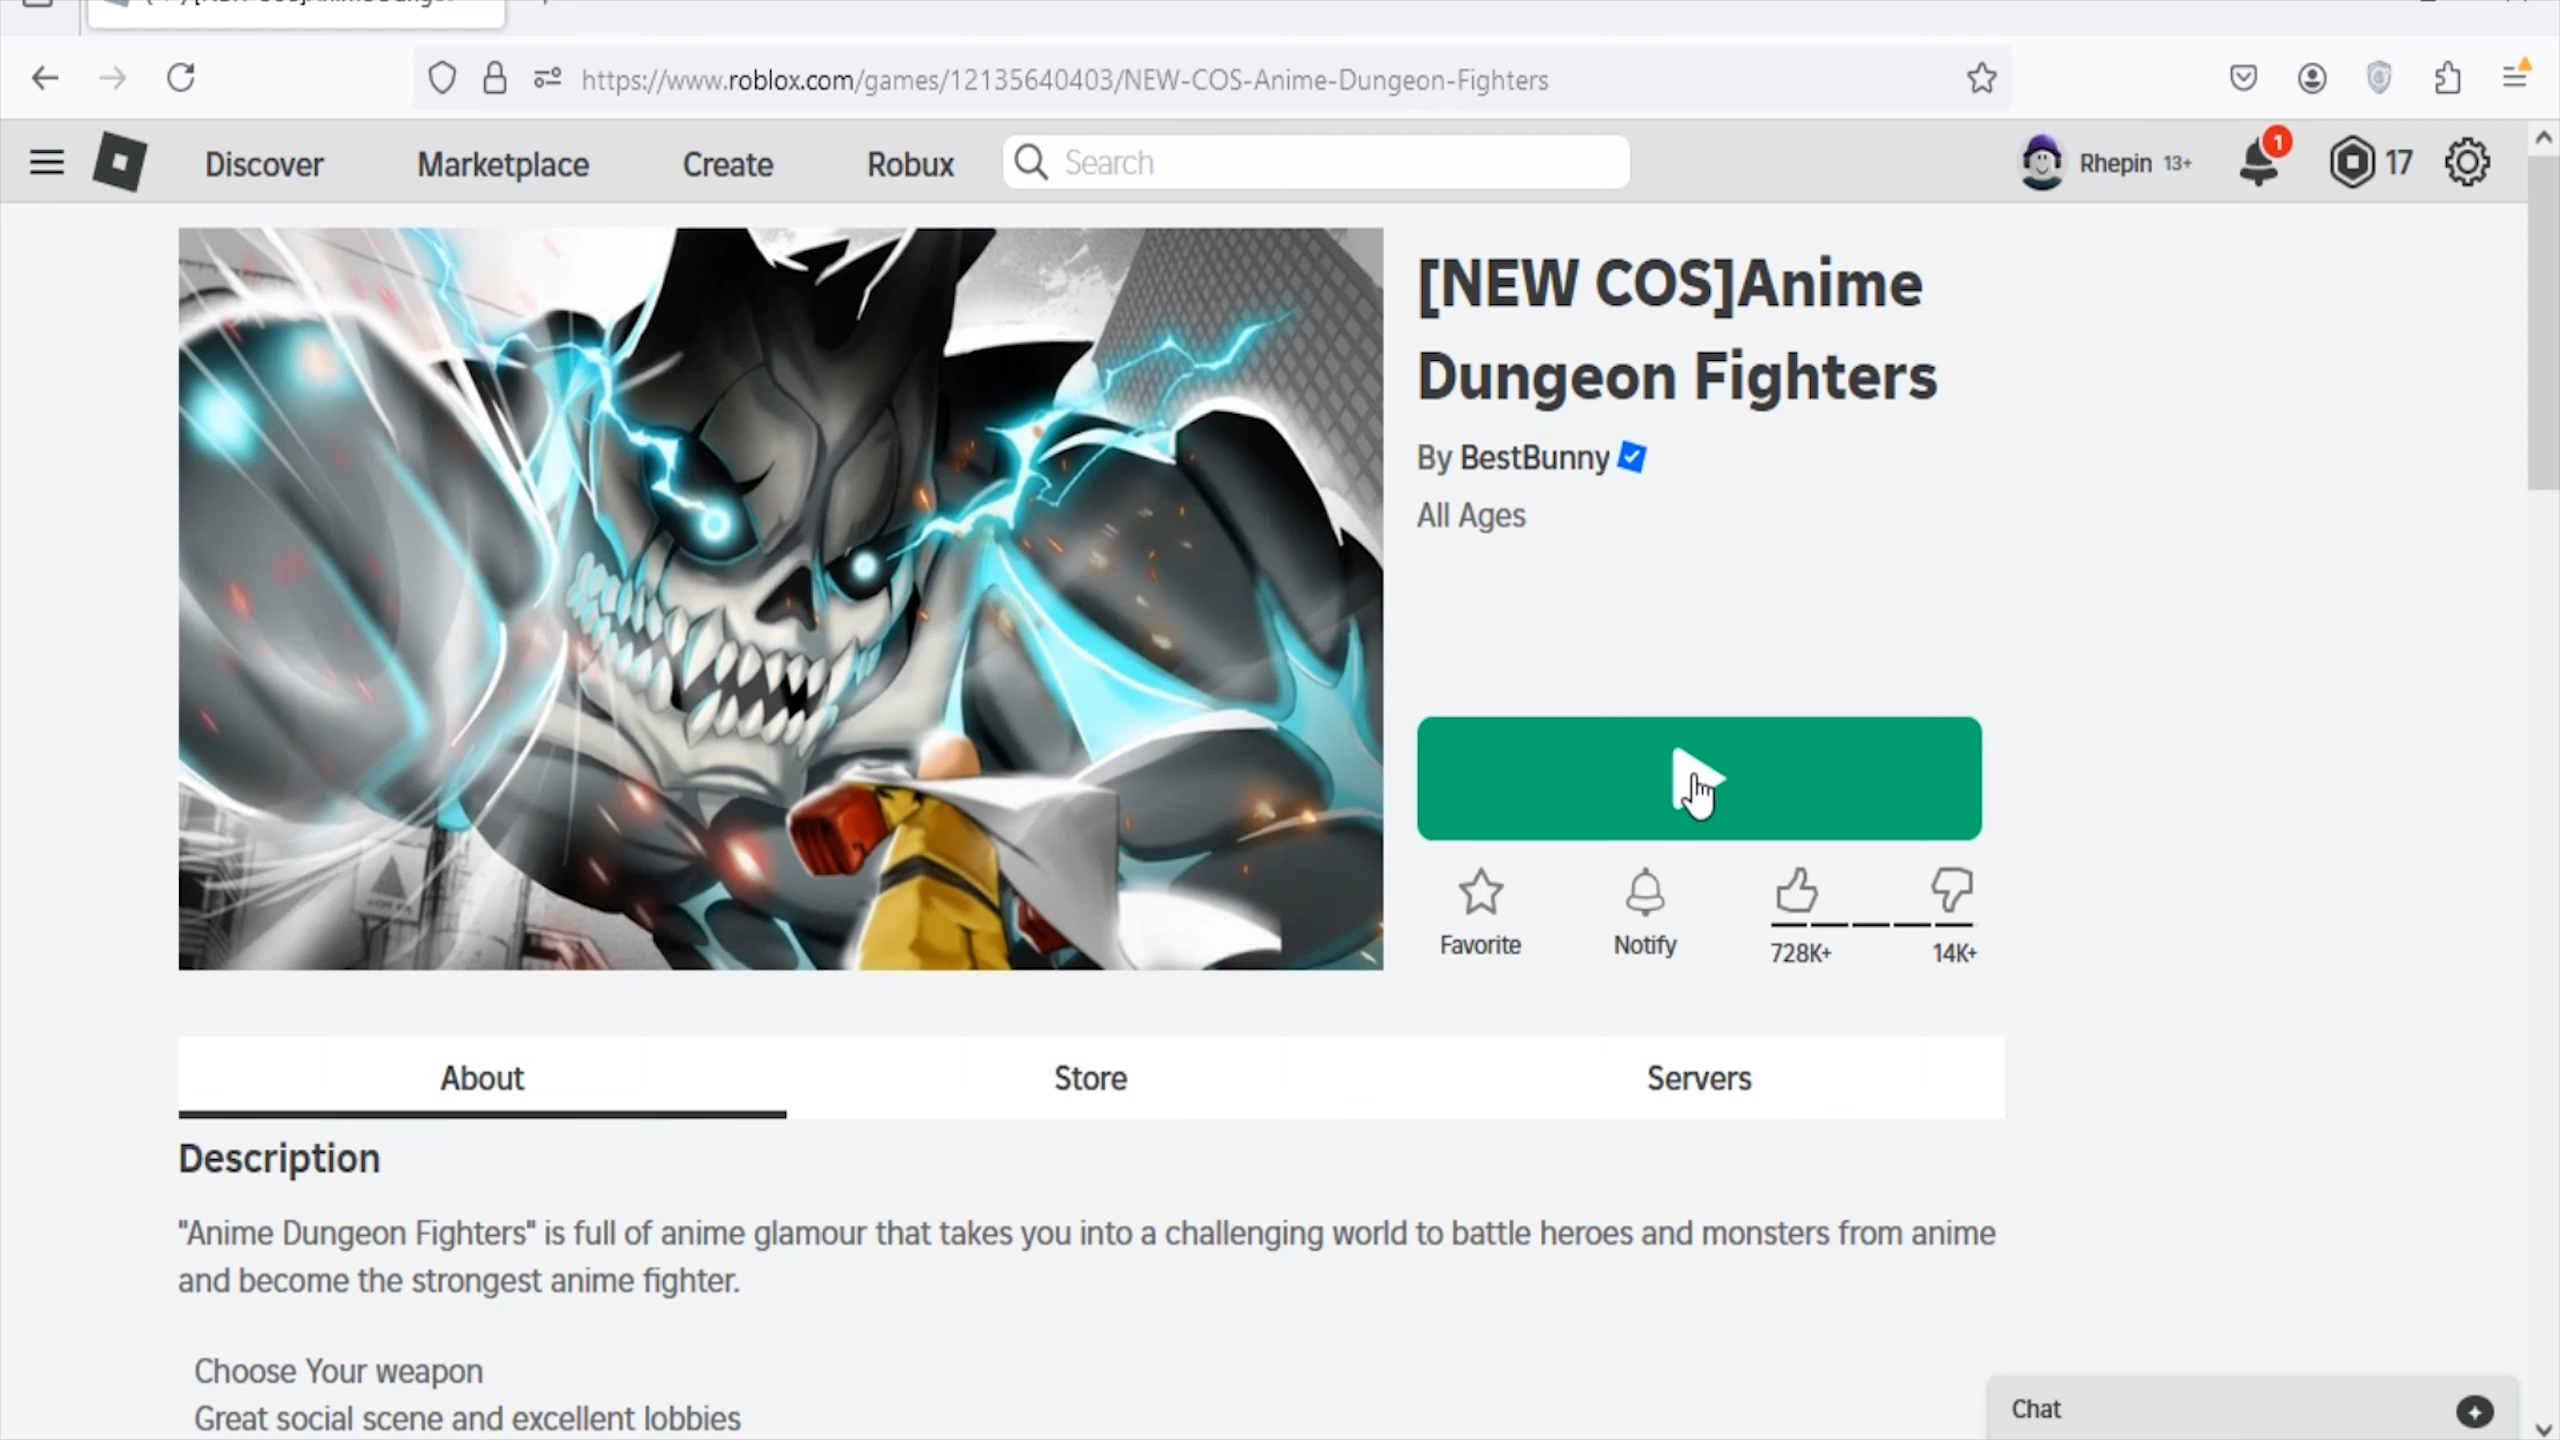 https://www.roblox.com/games/12135640403/NEW-COS-Anime-Dungeon-Fighters
Discover
Marketplace
Create
Robux
Search
Rhepin 13+
1
17
[NEW COS]Anime
Dungeon Fighters
By BestBunny
All Ages
Favorite
Notify
728K+
14K+
About
Store
Servers
Description
"Anime Dungeon Fighters" is full of anime glamour that takes you into a challenging world to battle heroes and monsters from anime
and become the strongest anime fighter.
Choose Your weapon
Great social scene and excellent lobbies
Chat